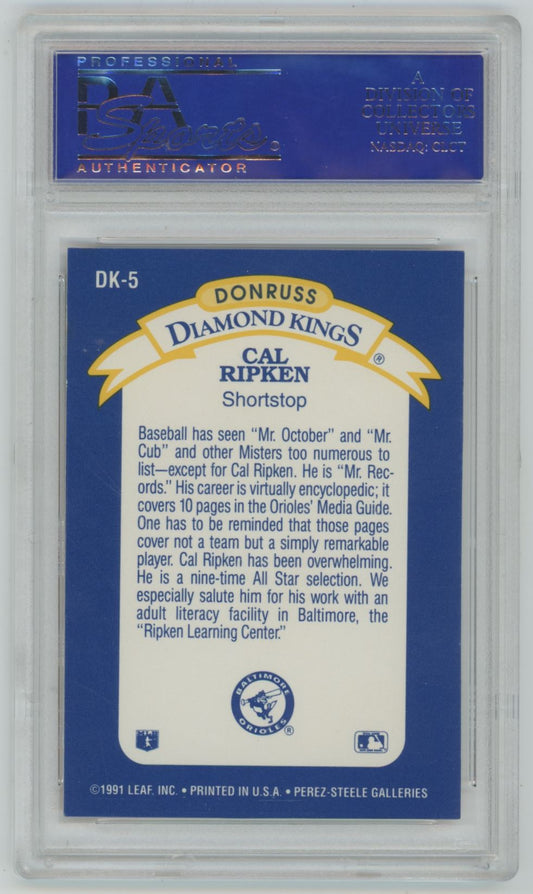 PROFESSIONAL
PSA
Sports
AUTHENTICATOR
A
DIVISION OF
COLLECTORS
UNIVERSE
NASDAQ: CLCT
DK-5
DONRUSS
DIAMOND KINGS®
CAL
RIPKEN
Shortstop
Baseball has seen “Mr. October” and “Mr.
Cub” and other Misters too numerous to
list—except for Cal Ripken. He is “Mr. Rec-
ords.” His career is virtually encyclopedic; it
covers 10 pages in the Orioles’ Media Guide.
One has to be reminded that those pages
cover not a team but a simply remarkable
player. Cal Ripken has been overwhelming.
He is a nine-time All Star selection. We
especially salute him for his work with an
adult literacy facility in Baltimore, the
“Ripken Learning Center.”
BALTIMORE
ORIOLES
®
©1991 LEAF, INC. • PRINTED IN U.S.A. • PEREZ-STEELE GALLERIES